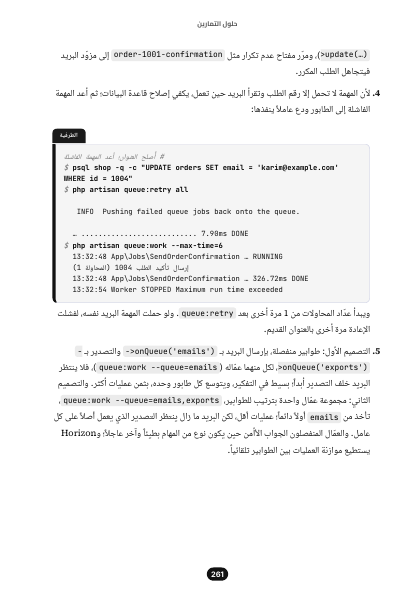 حلول التمارين
update(…)>)، ومرّر مفتاح عدم تكرار مثل order-1001-confirmation إلى مزوّد البريد
فيتجاهل الطلب المكرر.
4. لأن المهمة لا تحمل إلا رقم الطلب وتقرأ البريد حين تعمل، يكفي إصلاح قاعدة البيانات؛ ثم أعد المهمة
الفاشلة إلى الطابور ودع عاملاً ينفذها:
الطرفية
# أصلح العنوان؛ أعد المهمة الفاشلة
$ psql shop -q -c "UPDATE orders SET email = 'karim@example.com'
WHERE id = 1004"
$ php artisan queue:retry all
INFO  Pushing failed queue jobs back onto the queue.
… ........................... 7.98ms DONE
$ php artisan queue:work --max-time=6
13:32:48 App\Jobs\SendOrderConfirmation … RUNNING
إرسال تأكيد الطلب 1004 (المحاولة 1)
13:32:48 App\Jobs\SendOrderConfirmation … 326.72ms DONE
13:32:54 Worker STOPPED Maximum run time exceeded
ويبدأ عدّاد المحاولات من 1 مرة أخرى بعد queue:retry. ولو حملت المهمة البريد نفسه، لفشلت
الإعادة مرة أخرى بالعنوان القديم.
5. التصميم الأول: طوابير منفصلة، بإرسال البريد بـ ->onQueue('emails') والتصدير بـ -
>onQueue('exports')، لكل منهما عمّاله (queue:work --queue=emails)، فلا ينتظر
البريد خلف التصدير أبداً؛ بسيط في التفكير، ويتوسع كل طابور وحده، بثمن عمليات أكثر. والتصميم
الثاني: مجموعة عمّال واحدة بترتيب للطوابير، queue:work --queue=emails,exports،
تأخذ من emails أولاً دائماً؛ عمليات أقل، لكن البريد ما زال ينتظر التصدير الذي يعمل أصلاً على كل
عامل. والعمّال المنفصلون الجواب الآمن حين يكون نوع من المهام بطيئاً وآخر عاجلاً؛ وHorizon
يستطيع موازنة العمليات بين الطوابير تلقائياً.
261